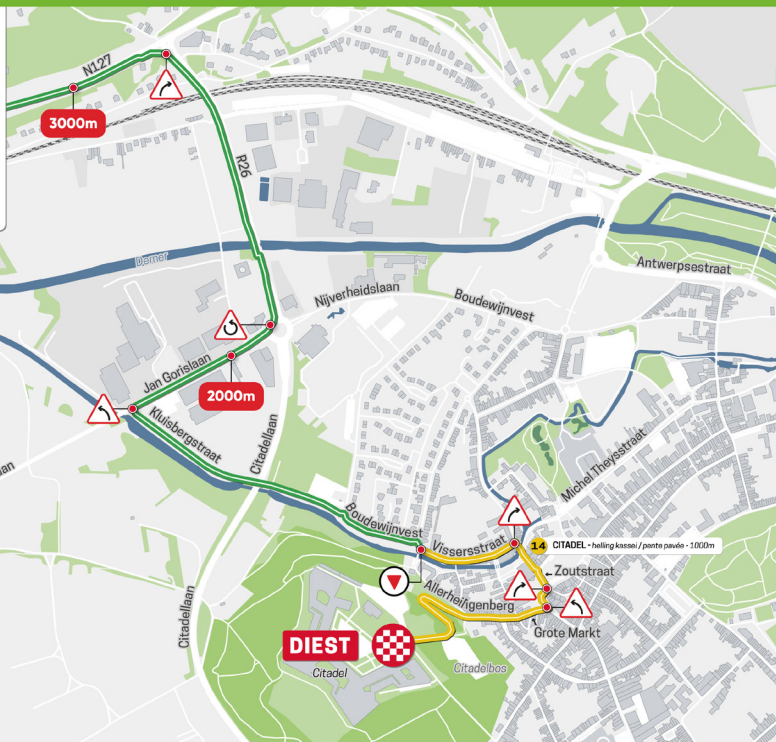 N127
3000m
R26
Demer
Antwerpsestraat
Nijverheidslaan
Boudewijnvest
Jan Gorislaan
2000m
Kluisbergstraat
Citadellaan
aan
Michel Theysstraat
Boudewijnvest
Vissersstraat
14 CITADEL - helling kassei / pente pavée - 1000m
Zoutstraat
Allerheiligenberg
Grote Markt
Citadellaan
DIEST
Citadel
Citadelbos